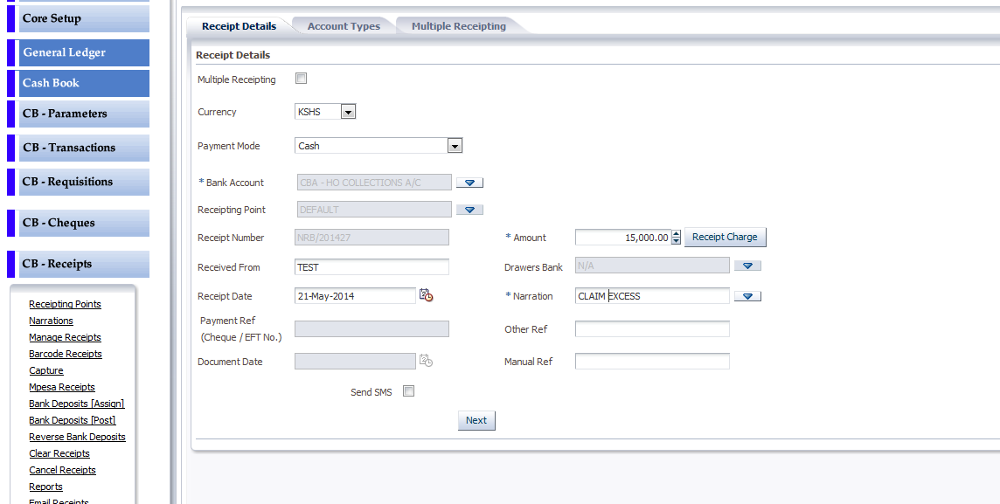 Core Setup
General Ledger
Cash Book
CB - Parameters
CB - Transactions
CB - Requisitions
CB - Cheques
CB - Receipts
Receipting Points
Narrations
Manage Receipts
Barcode Receipts
Capture
Mpesa Receipts
Bank Deposits [Assign]
Bank Deposits [Post]
Reverse Bank Deposits
Clear Receipts
Cancel Receipts
Reports
Email Receipts
Receipt Details Account Types Multiple Receipting
Receipt Details
Multiple Receipting
Currency KSHS
Payment Mode Cash
* Bank Account CBA - HO COLLECTIONS A/C
Receipting Point DEFAULT
Receipt Number NRB/201427 * Amount 15,000.00 Receipt Charge
Received From TEST Drawers Bank N/A
Receipt Date 21-May-2014 * Narration CLAIM EXCESS
Payment Ref
(Cheque / EFT No.) Other Ref
Document Date Manual Ref
Send SMS
Next